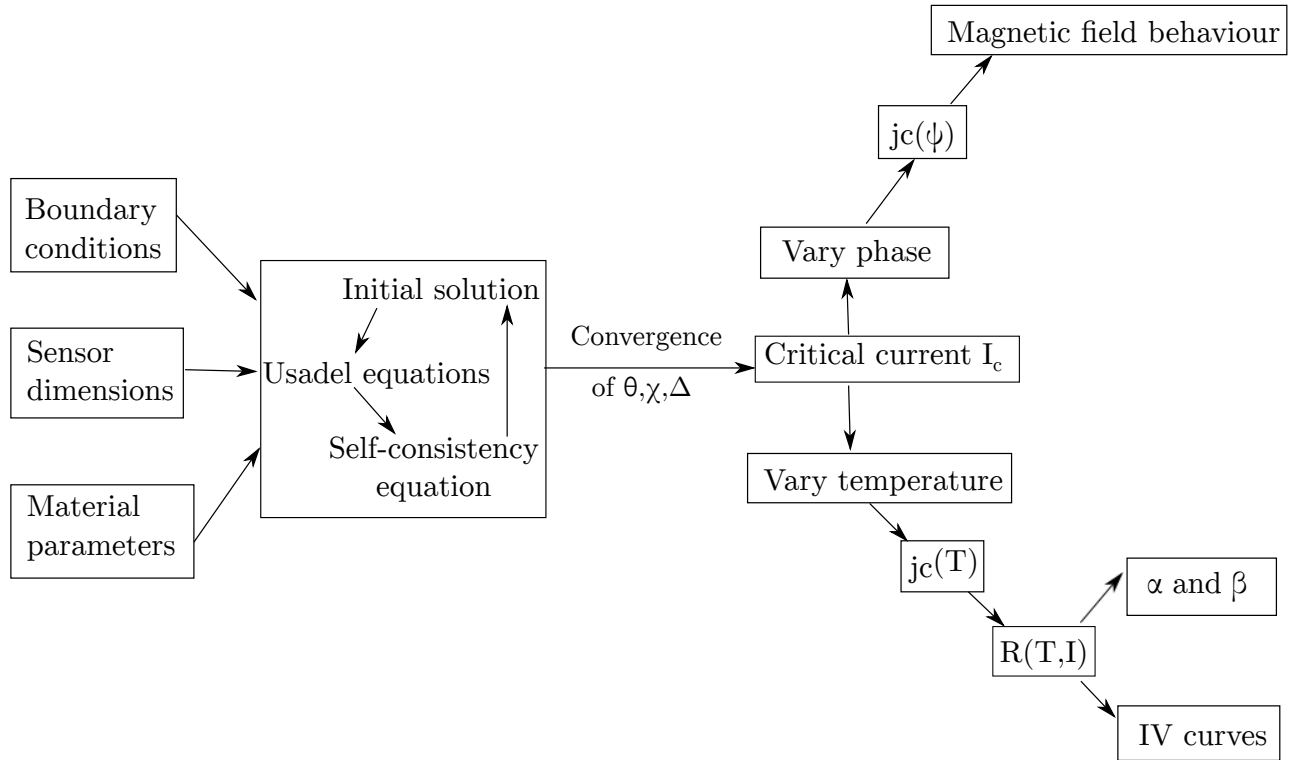 Magnetic field behaviour
jc(ψ)
Boundary
conditions
Vary phase
Initial solution
Convergence
of θ,χ,Δ
Sensor
dimensions
Usadel equations
Critical current I_c
Self-consistency
equation
Vary temperature
Material
parameters
jc(T)
α and β
R(T,I)
IV curves